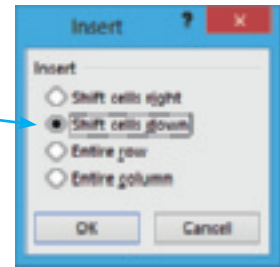 Insert ?
Insert
Shift cells right
Shift cells down
Entire row
Entire column
OK Cancel